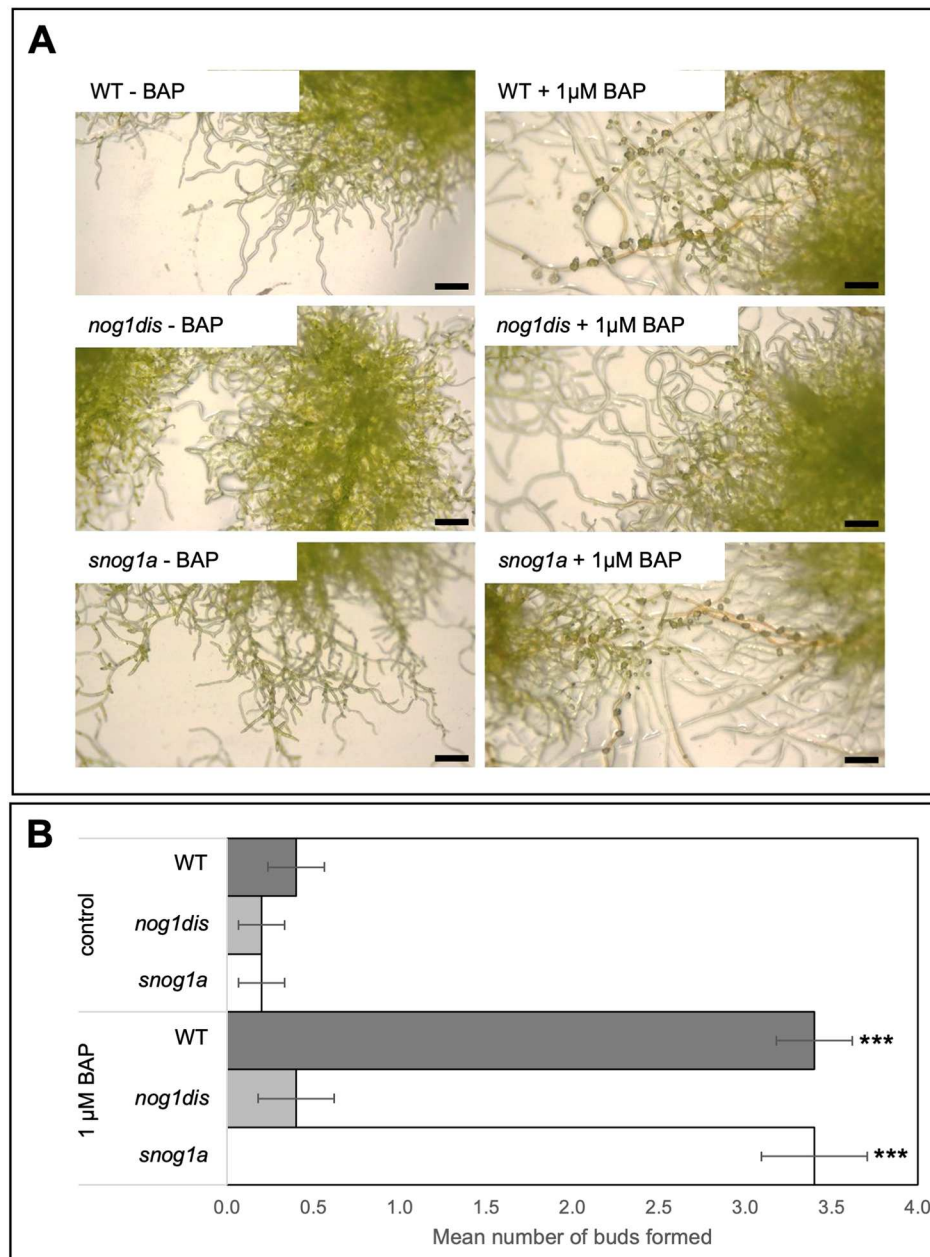 A
WT - BAP
WT + 1µM BAP
nog1dis - BAP
nog1dis + 1µM BAP
snog1a - BAP
snog1a + 1µM BAP
B
control
WT
nog1dis
snog1a
1 µM BAP
WT
***
nog1dis
snog1a
***
0.0 0.5 1.0 1.5 2.0 2.5 3.0 3.5 4.0
Mean number of buds formed